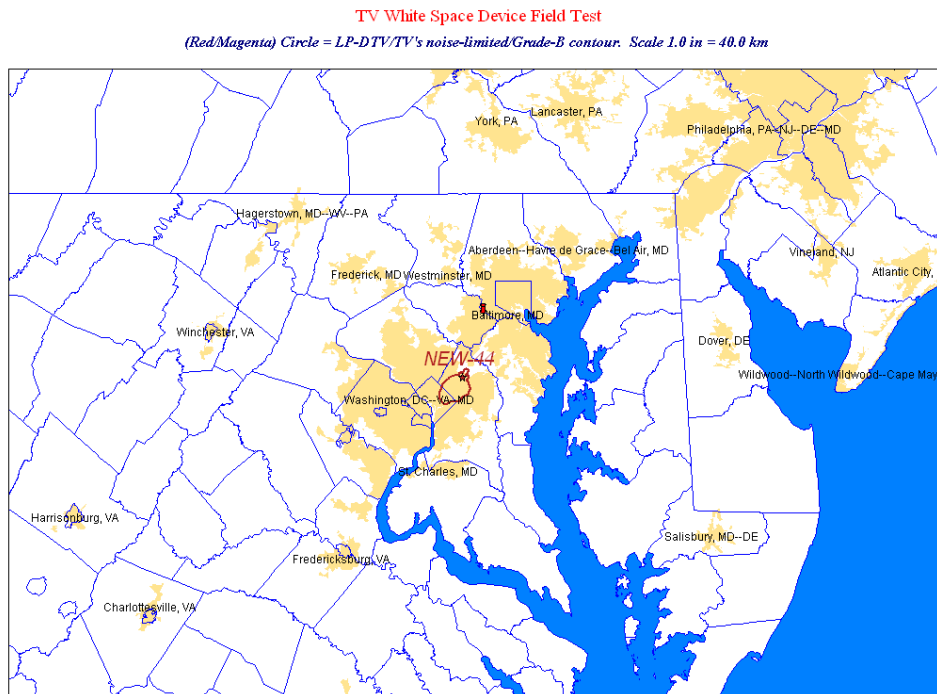 TV White Space Device Field Test
(Red/Magenta) Circle = LP-DTV/TV's noise-limited/Grade-B contour. Scale 1.0 in = 40.0 km
Lancaster, PA
York, PA
Philadelphia, PA--NJ--DE--MD
Hagerstown, MD--WV--PA
Aberdeen--Havre de Grace--Bel Air, MD
Vineland, NJ
Frederick, MD
Westminster, MD
Atlantic City,
Baltimore, MD
Winchester, VA
Dover, DE
NEW-44
Wildwood--North Wildwood--Cape May
Washington, DC--VA--MD
St. Charles, MD
Harrisonburg, VA
Salisbury, MD--DE
Fredericksburg, VA
Charlottesville, VA